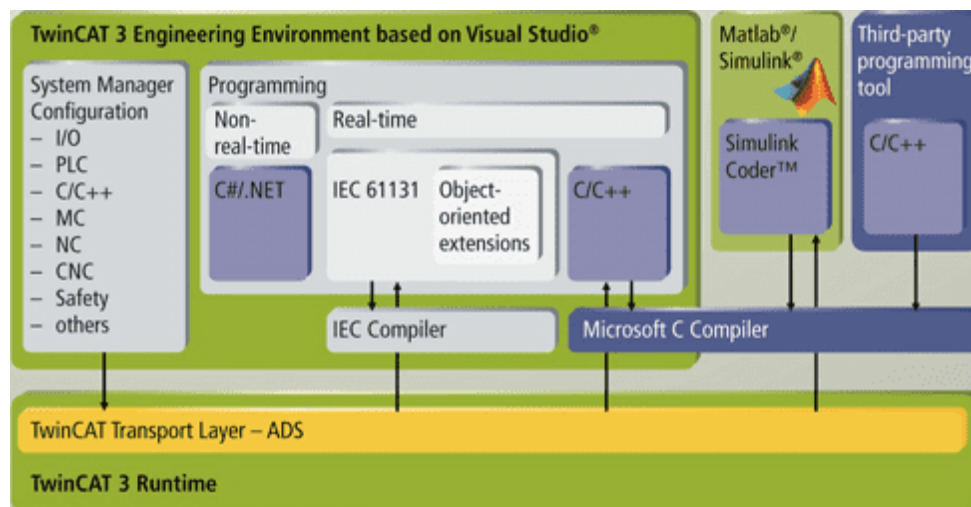 TwinCAT 3 Engineering Environment based on Visual Studio®
System Manager
Configuration
– I/O
– PLC
– C/C++
– MC
– NC
– CNC
– Safety
– others
Programming
Non-
real-time
C#/.NET
Real-time
IEC 61131
Object-
oriented
extensions
C/C++
IEC Compiler
Matlab®/
Simulink®
Simulink
Coder™
Third-party
programming
tool
C/C++
Microsoft C Compiler
TwinCAT Transport Layer – ADS
TwinCAT 3 Runtime